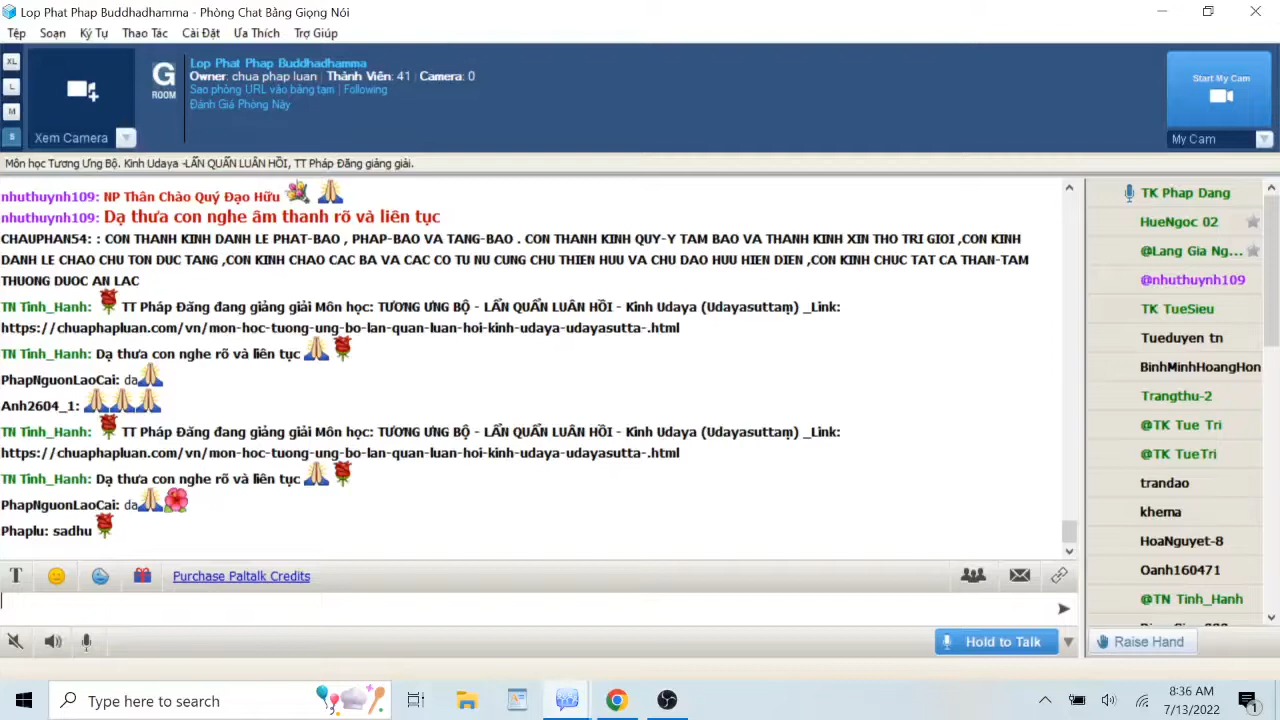 Lop Phat Phap Buddhadhamma - Phòng Chat Bằng Giọng Nói
Tệp Soạn Ký Tự Thao Tác Cài Đặt Ưa Thích Trợ Giúp
XL
L
M
S
Xem Camera
G
ROOM
Lop Phat Phap Buddhadhamma
Owner: chua phap luan | Thành Viên: 41 | Camera: 0
Sao phòng URL vào bảng tạm | Following
Đánh Giá Phòng Này
Start My Cam
My Cam
Môn học Tương Ưng Bộ. Kinh Udaya -LẨN QUẨN LUÂN HỒI, TT Pháp Đăng giảng giải.
nhuthuynh109: NP Thân Chào Quý Đạo Hữu
nhuthuynh109: Dạ thưa con nghe âm thanh rõ và liên tục
CHAUPHAN54: : CON THANH KINH DANH LE PHAT-BAO , PHAP-BAO VA TANG-BAO . CON THANH KINH QUY-Y TAM BAO VA THANH KINH XIN THO TRI GIOI ,CON KINH
DANH LE CHAO CHU TON DUC TANG ,CON KINH CHAO CAC BA VA CAC CO TU NU CUNG CHU THIEN HUU VA CHU DAO HUU HIEN DIEN ,CON KINH CHUC TAT CA THAN-TAM
THUONG DUOC AN LAC
TN Tinh_Hanh: TT Pháp Đăng đang giảng giải Môn học: TƯƠNG ƯNG BỘ - LẨN QUẨN LUÂN HỒI - Kinh Udaya (Udayasuttaṃ) _Link:
https://chuaphapluan.com/vn/mon-hoc-tuong-ung-bo-lan-quan-luan-hoi-kinh-udaya-udayasutta-.html
TN Tinh_Hanh: Dạ thưa con nghe rõ và liên tục
PhapNguonLaoCai: da
Anh2604_1:
TN Tinh_Hanh: TT Pháp Đăng đang giảng giải Môn học: TƯƠNG ƯNG BỘ - LẨN QUẨN LUÂN HỒI - Kinh Udaya (Udayasuttaṃ) _Link:
https://chuaphapluan.com/vn/mon-hoc-tuong-ung-bo-lan-quan-luan-hoi-kinh-udaya-udayasutta-.html
TN Tinh_Hanh: Dạ thưa con nghe rõ và liên tục
PhapNguonLaoCai: da
Phaplu: sadhu
TK Phap Dang
HueNgoc 02
@Lang Gia Ng...
@nhuthuynh109
TK TueSieu
Tueduyen tn
BinhMinhHoangHon
Trangthu-2
@TK Tue Tri
@TK TueTri
trandao
khema
HoaNguyet-8
Oanh160471
@TN Tinh_Hanh
T
Purchase Paltalk Credits
Hold to Talk
Raise Hand
Type here to search
8:36 AM
7/13/2022
1